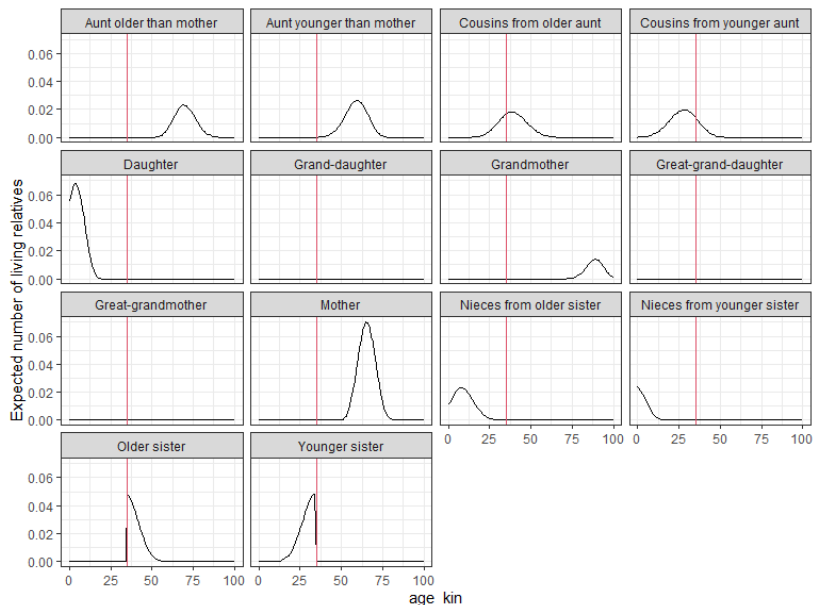 Aunt older than mother
Aunt younger than mother
Cousins from older aunt
Cousins from younger aunt
0.06
0.04
0.02
0.00
Daughter
Grand-daughter
Grandmother
Great-grand-daughter
0.06
0.04
0.02
0.00
Great-grandmother
Mother
Nieces from older sister
Nieces from younger sister
0.06
0.04
0.02
0.00
0 25 50 75 100
0 25 50 75 100
Older sister
Younger sister
0.06
0.04
0.02
0.00
0 25 50 75 100
0 25 50 75 100
Expected number of living relatives
age_kin